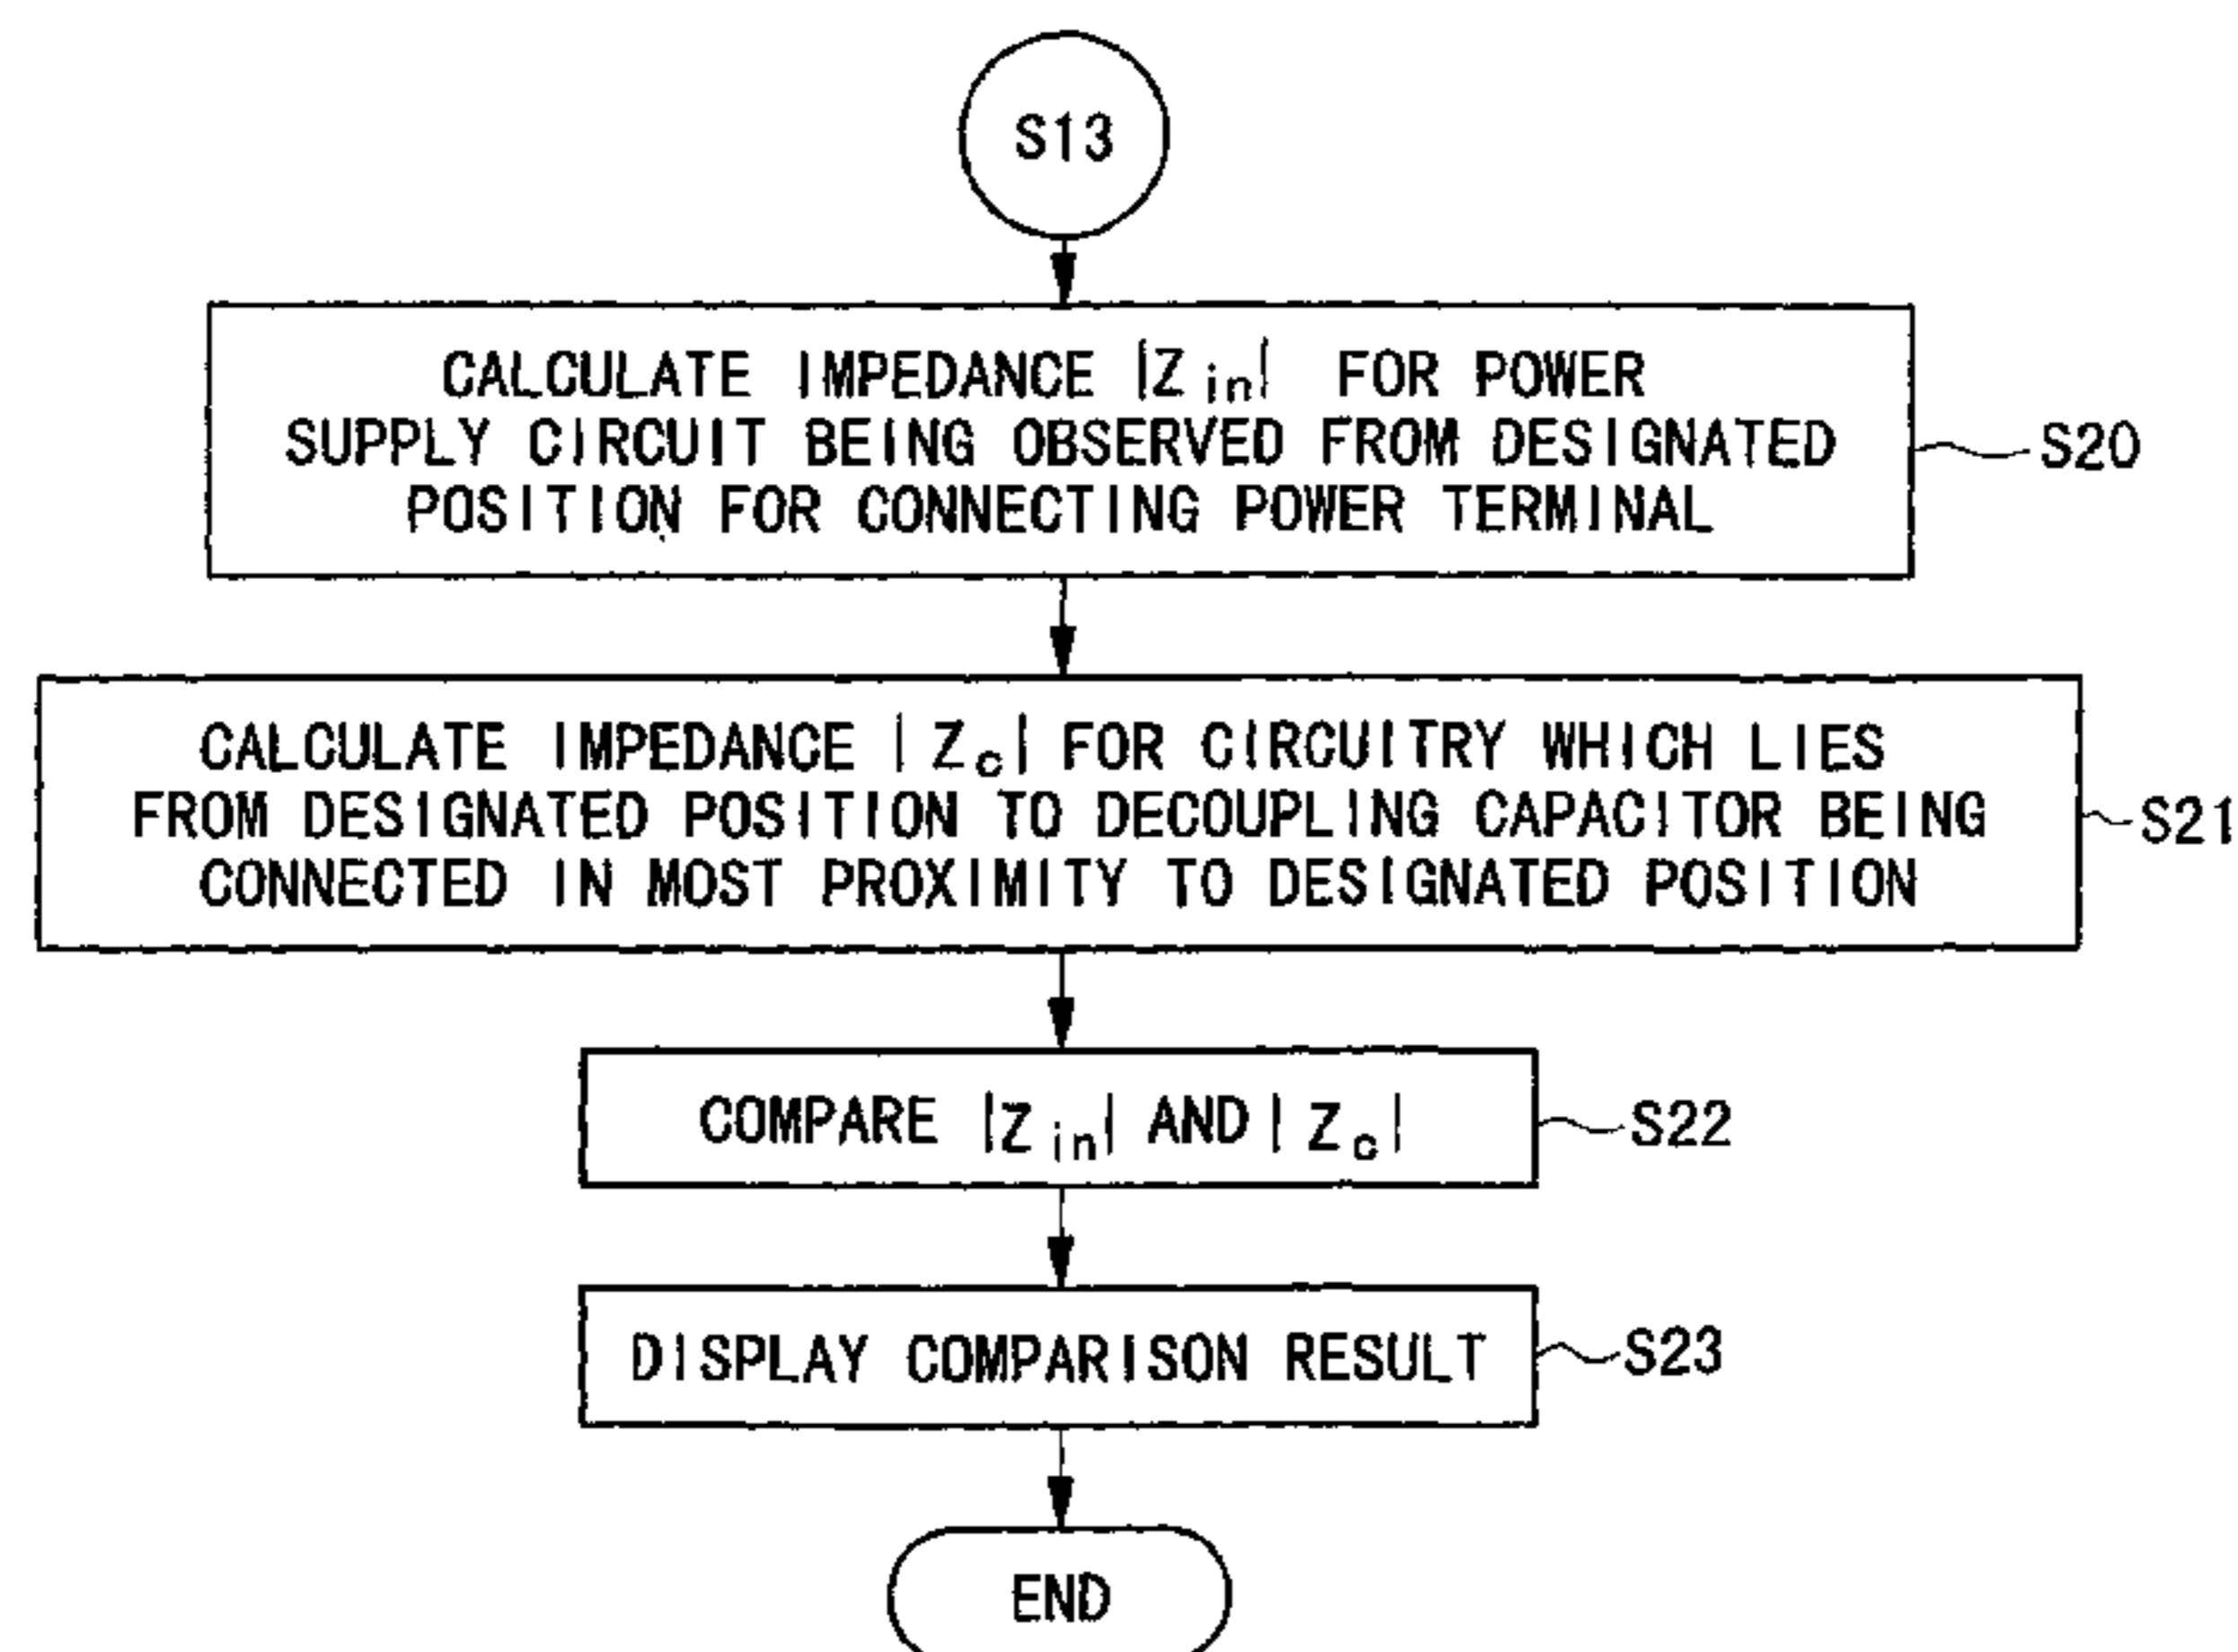 S13
CALCULATE IMPEDANCE |Zin| FOR POWER
SUPPLY CIRCUIT BEING OBSERVED FROM DESIGNATED
POSITION FOR CONNECTING POWER TERMINAL
S20
CALCULATE IMPEDANCE |Zc| FOR CIRCUITRY WHICH LIES
FROM DESIGNATED POSITION TO DECOUPLING CAPACITOR BEING
CONNECTED IN MOST PROXIMITY TO DESIGNATED POSITION
S21
COMPARE |Zin| AND |Zc|
S22
DISPLAY COMPARISON RESULT
S23
END